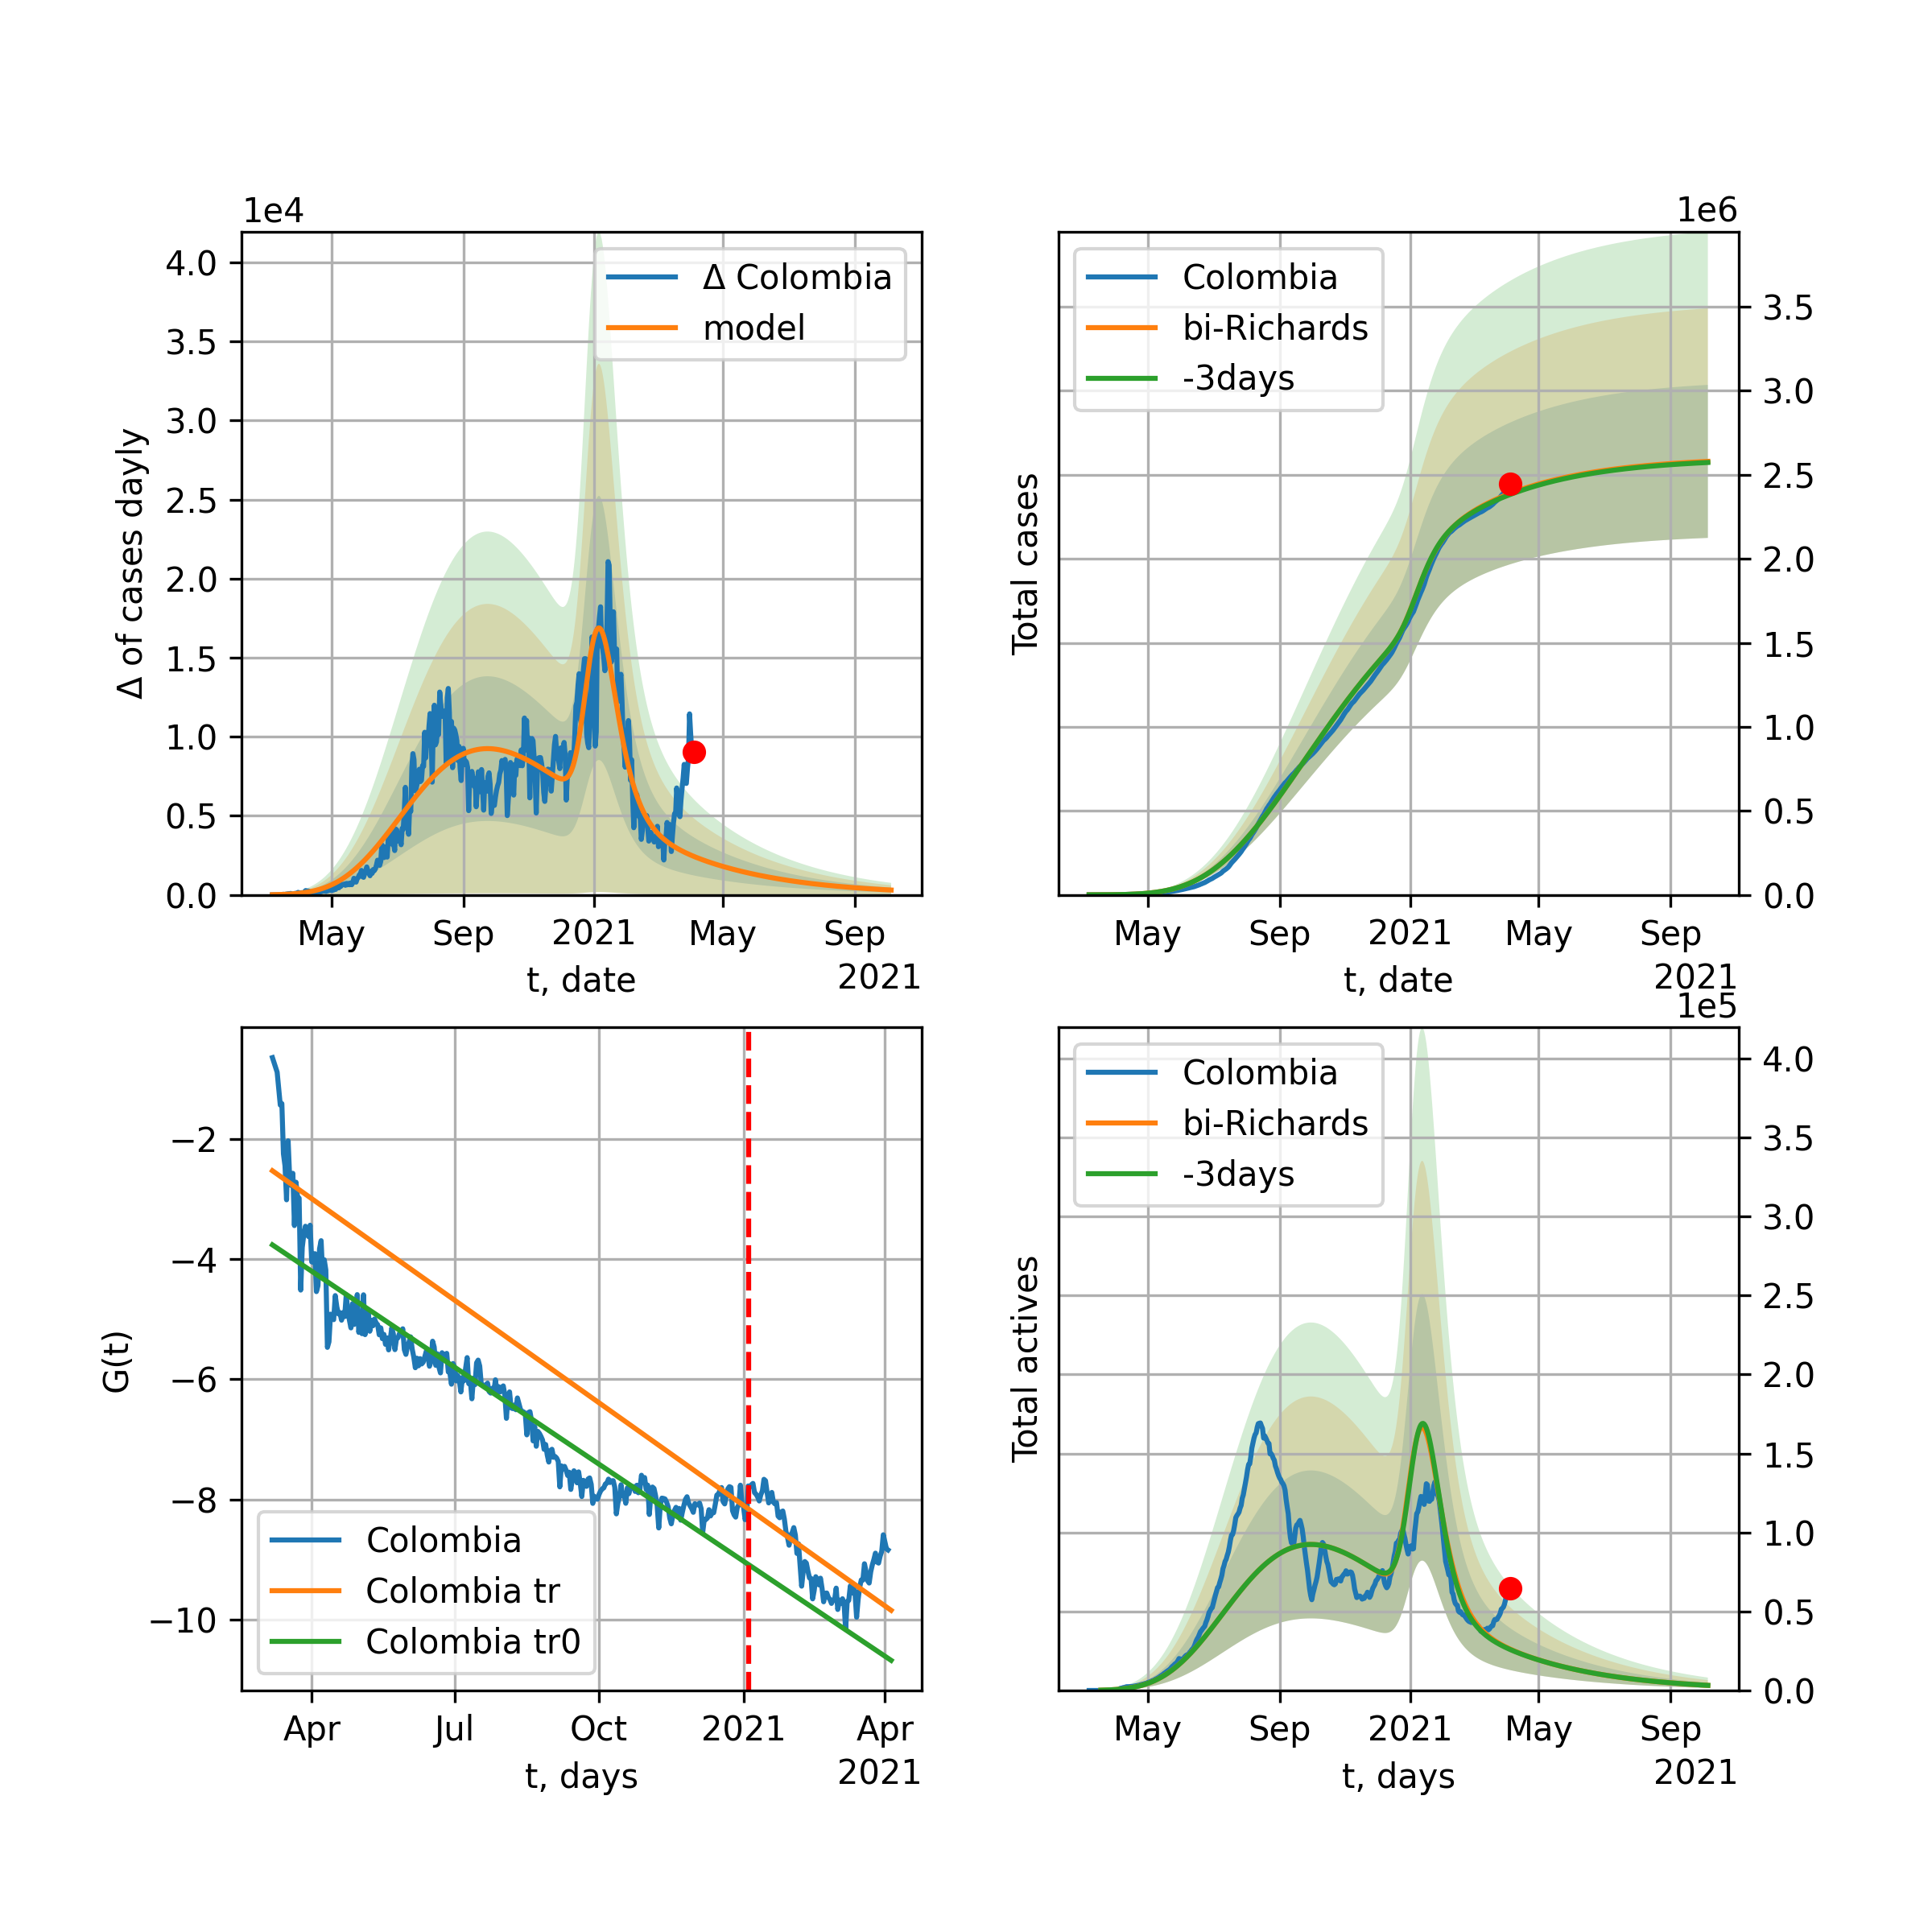 1e4
Δ of cases dayly
4.0
3.5
3.0
2.5
2.0
1.5
1.0
0.5
0.0
Δ Colombia
model
May Sep 2021 May Sep
t, date 2021
1e6
Total cases
Colombia
bi-Richards
-3days
3.5
3.0
2.5
2.0
1.5
1.0
0.5
0.0
May Sep 2021 May Sep
t, date 2021
G(t)
−2
−4
−6
−8
−10
Colombia
Colombia tr
Colombia tr0
Apr Jul Oct 2021 Apr
t, days 2021
1e5
Total actives
Colombia
bi-Richards
-3days
4.0
3.5
3.0
2.5
2.0
1.5
1.0
0.5
0.0
May Sep 2021 May Sep
t, days 2021